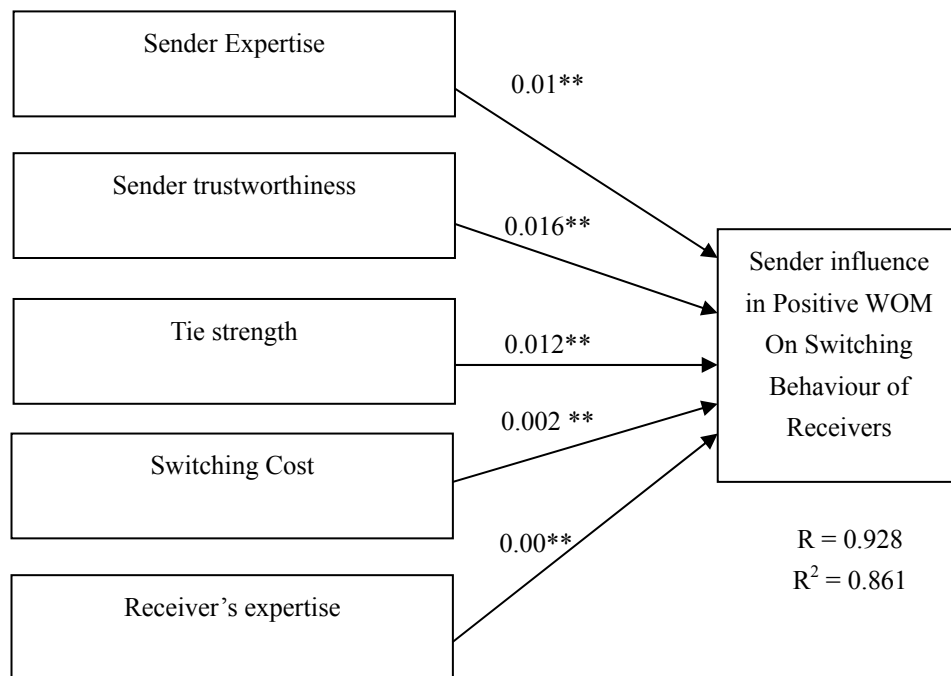 Sender Expertise
0.01**
Sender trustworthiness
0.016**
Tie strength
0.012**
Switching Cost
0.002 **
Receiver’s expertise
0.00**
Sender influence
in Positive WOM
On Switching
Behaviour of
Receivers
R = 0.928
R² = 0.861